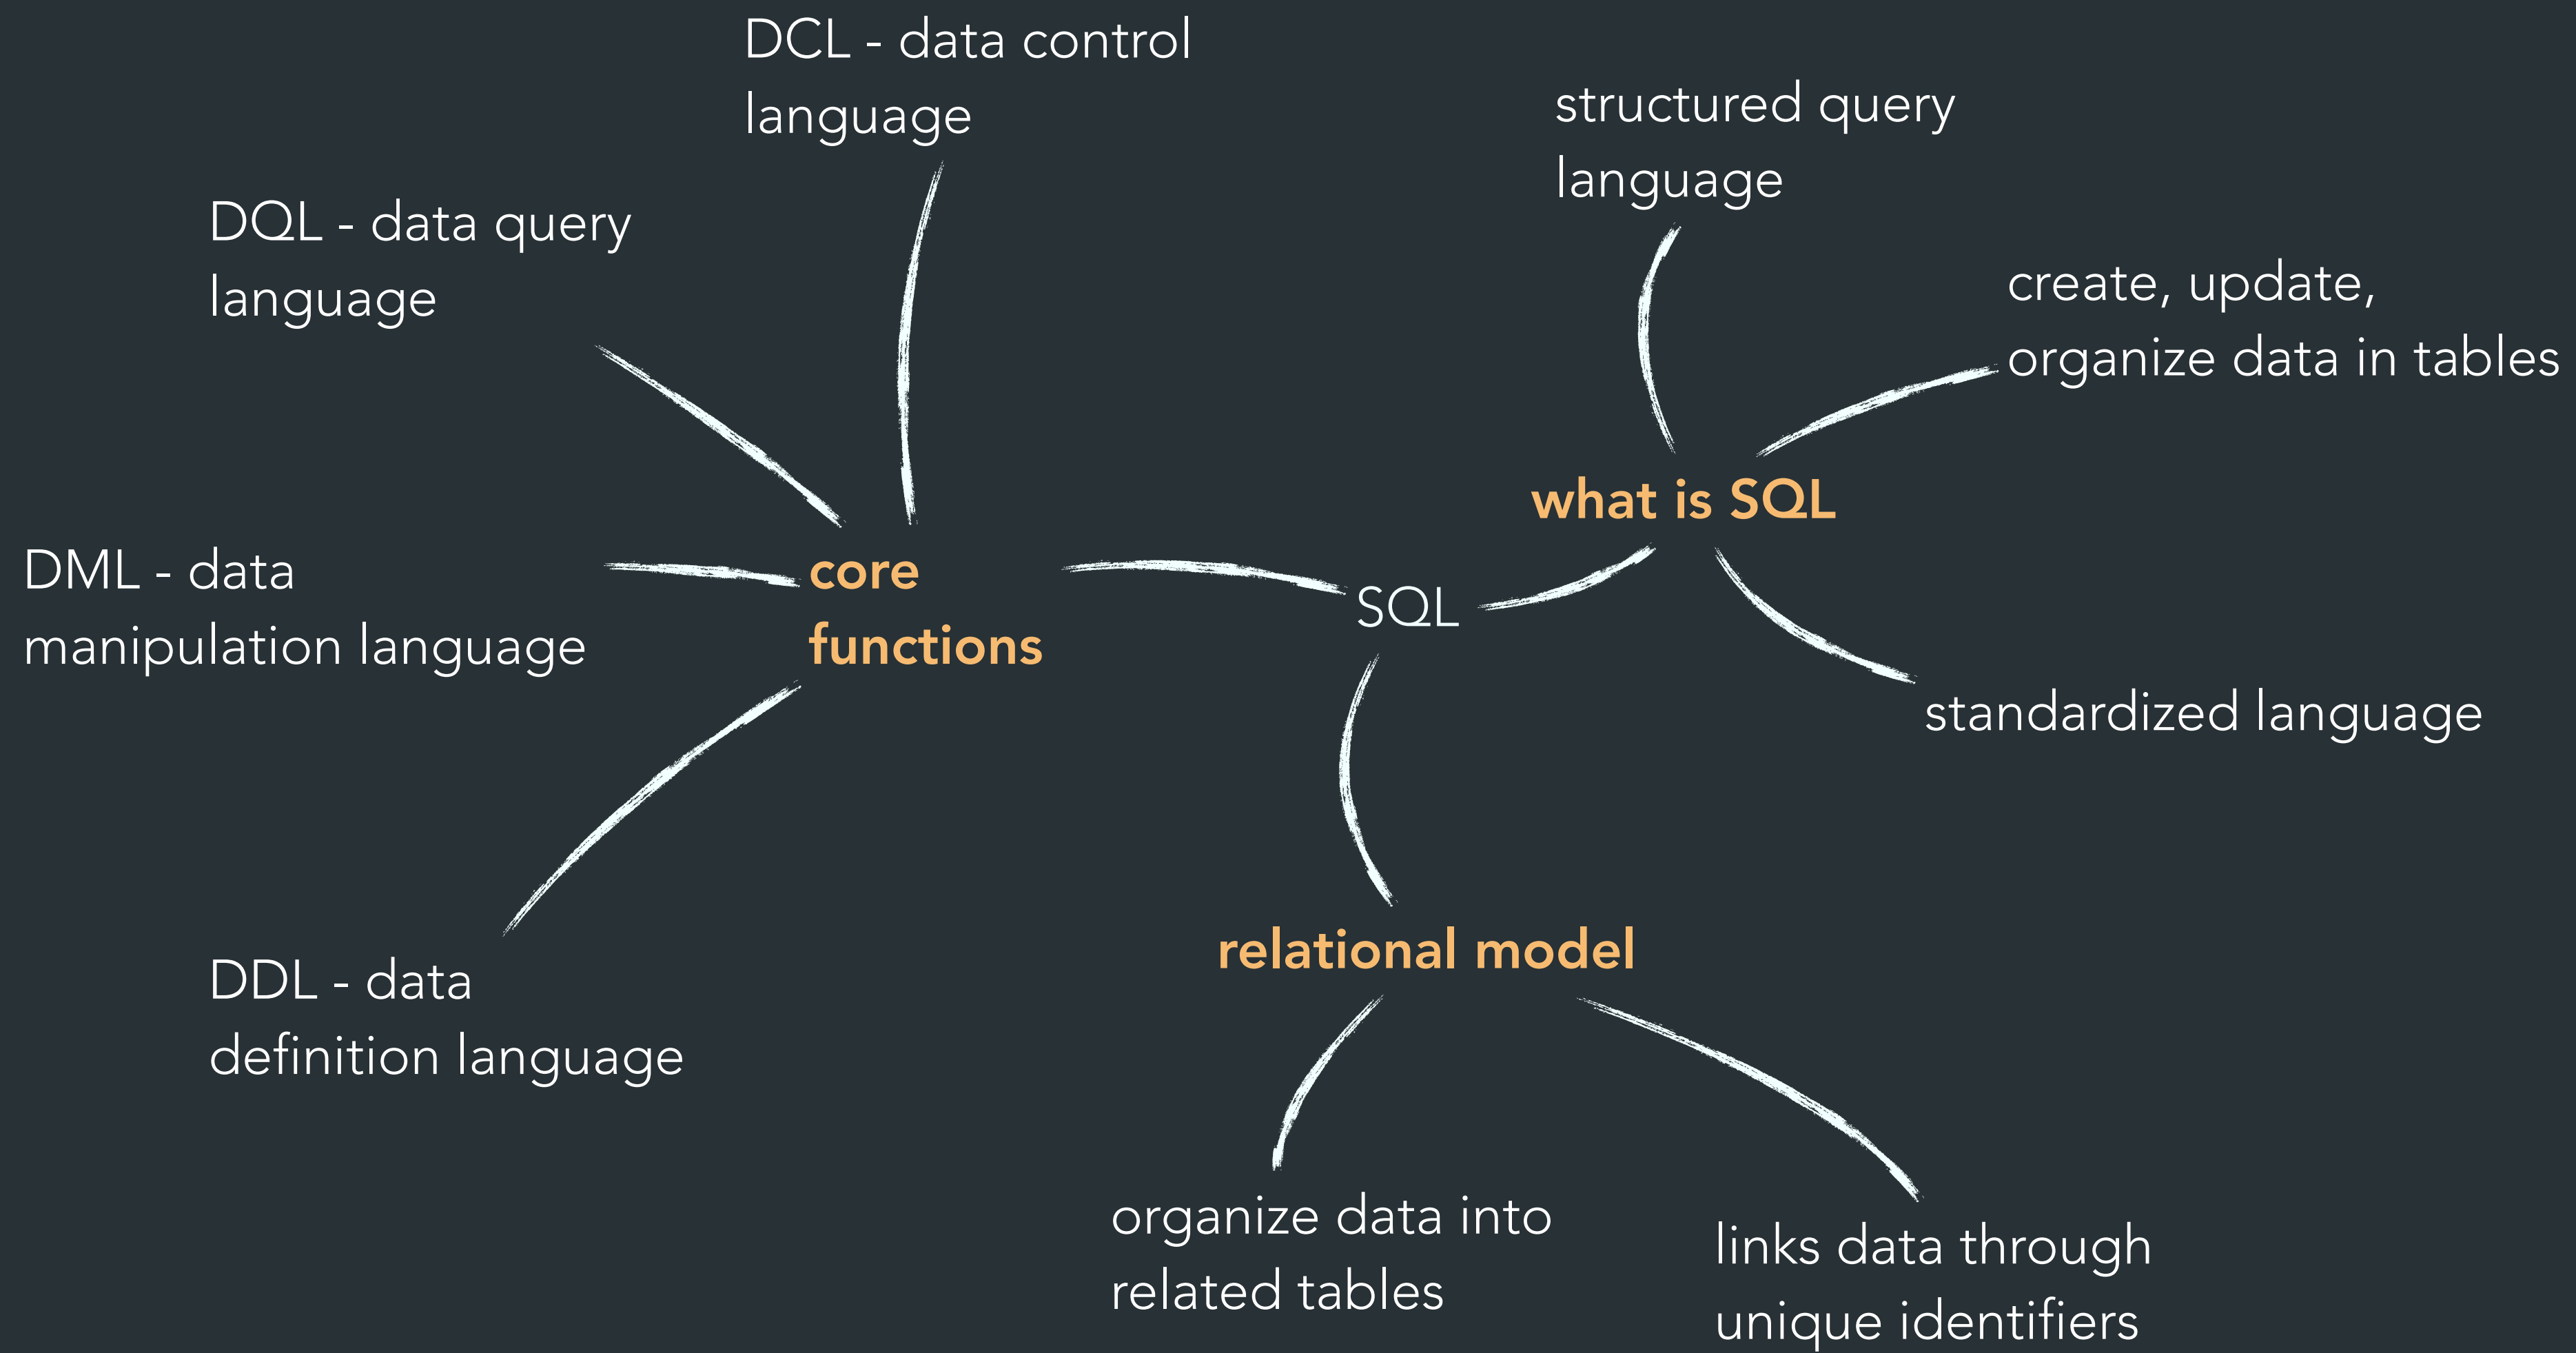 DCL - data control
language
structured query
language
DQL - data query
language
create, update,
organize data in tables
what is SQL
DML - data
manipulation language
core
functions
SQL
standardized language
relational model
DDL - data
definition language
organize data into
related tables
links data through
unique identifiers